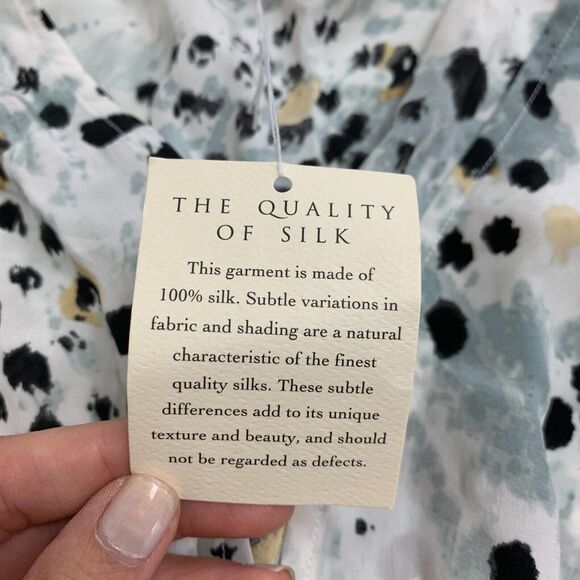 THE QUALITY
OF SILK
This garment is made of
100% silk. Subtle variations in
fabric and shading are a natural
characteristic of the finest
quality silks. These subtle
differences add to its unique
texture and beauty, and should
not be regarded as defects.